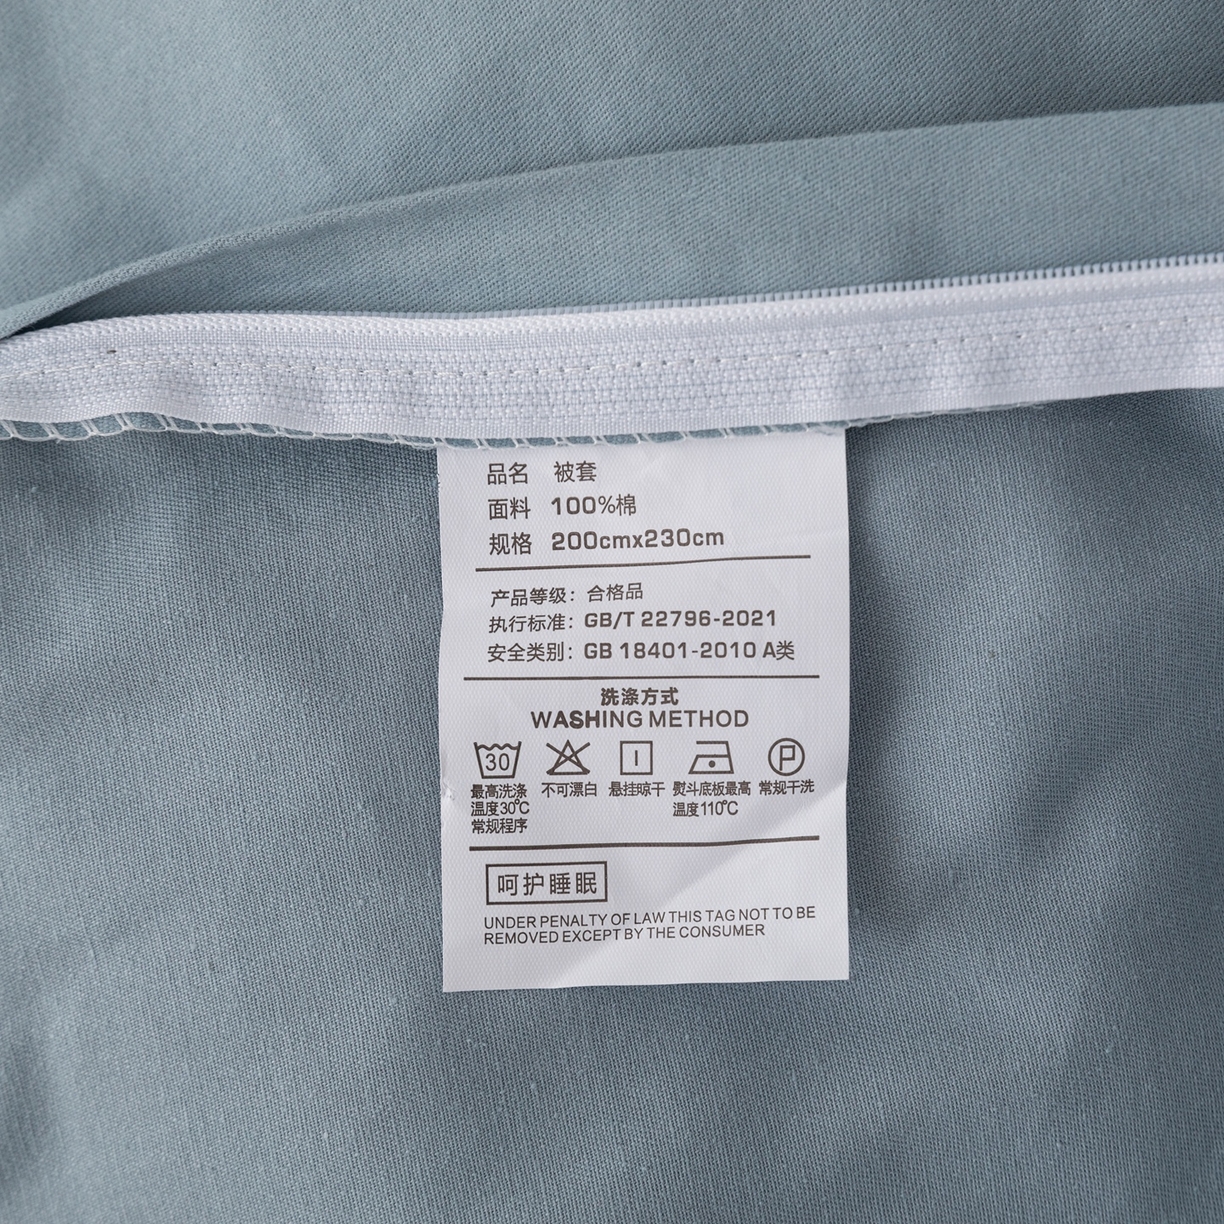 品名 被套
面料 100%棉
规格 200cmx230cm
产品等级：合格品
执行标准：GB/T 22796-2021
安全类别：GB 18401-2010 A类
洗涤方式
WASHING METHOD
30
P
最高洗涤
温度30℃
常规程序
不可漂白
悬挂晾干
熨斗底板最高
温度110℃
常规干洗
呵护睡眠
UNDER PENALTY OF LAW THIS TAG NOT TO BE
REMOVED EXCEPT BY THE CONSUMER